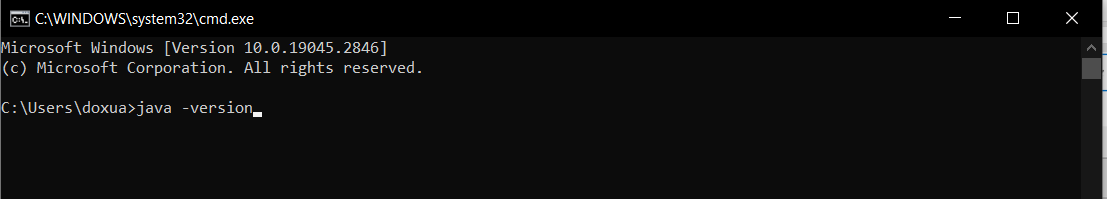 C:\WINDOWS\system32\cmd.exe
Microsoft Windows [Version 10.0.19045.2846]
(c) Microsoft Corporation. All rights reserved.
C:\Users\doxua>java -version